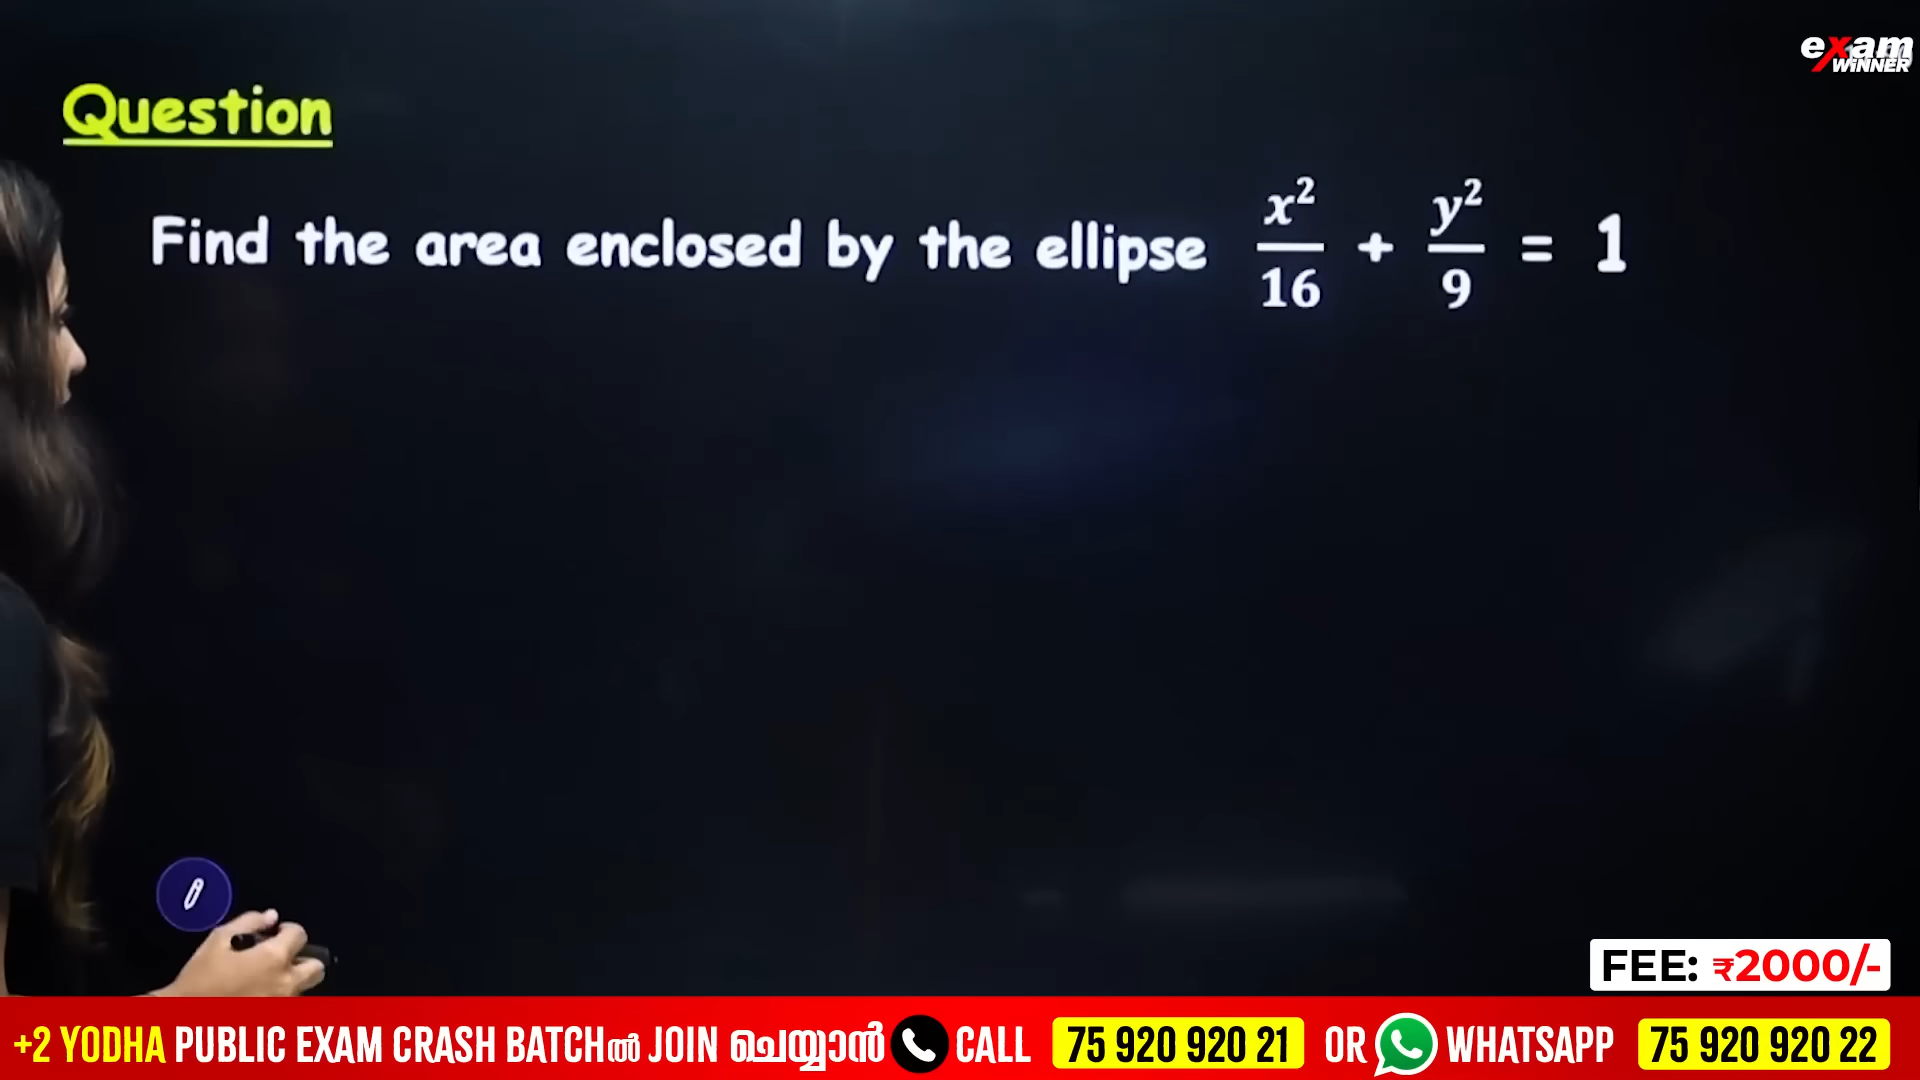 exam
WINNER
Question
Find the area enclosed by the ellipse x²/16 + y²/9 = 1
FEE: ₹2000/-
+2 YODHA PUBLIC EXAM CRASH BATCHൽ JOIN ചെയ്യാൻ CALL 75 920 920 21 OR WHATSAPP 75 920 920 22